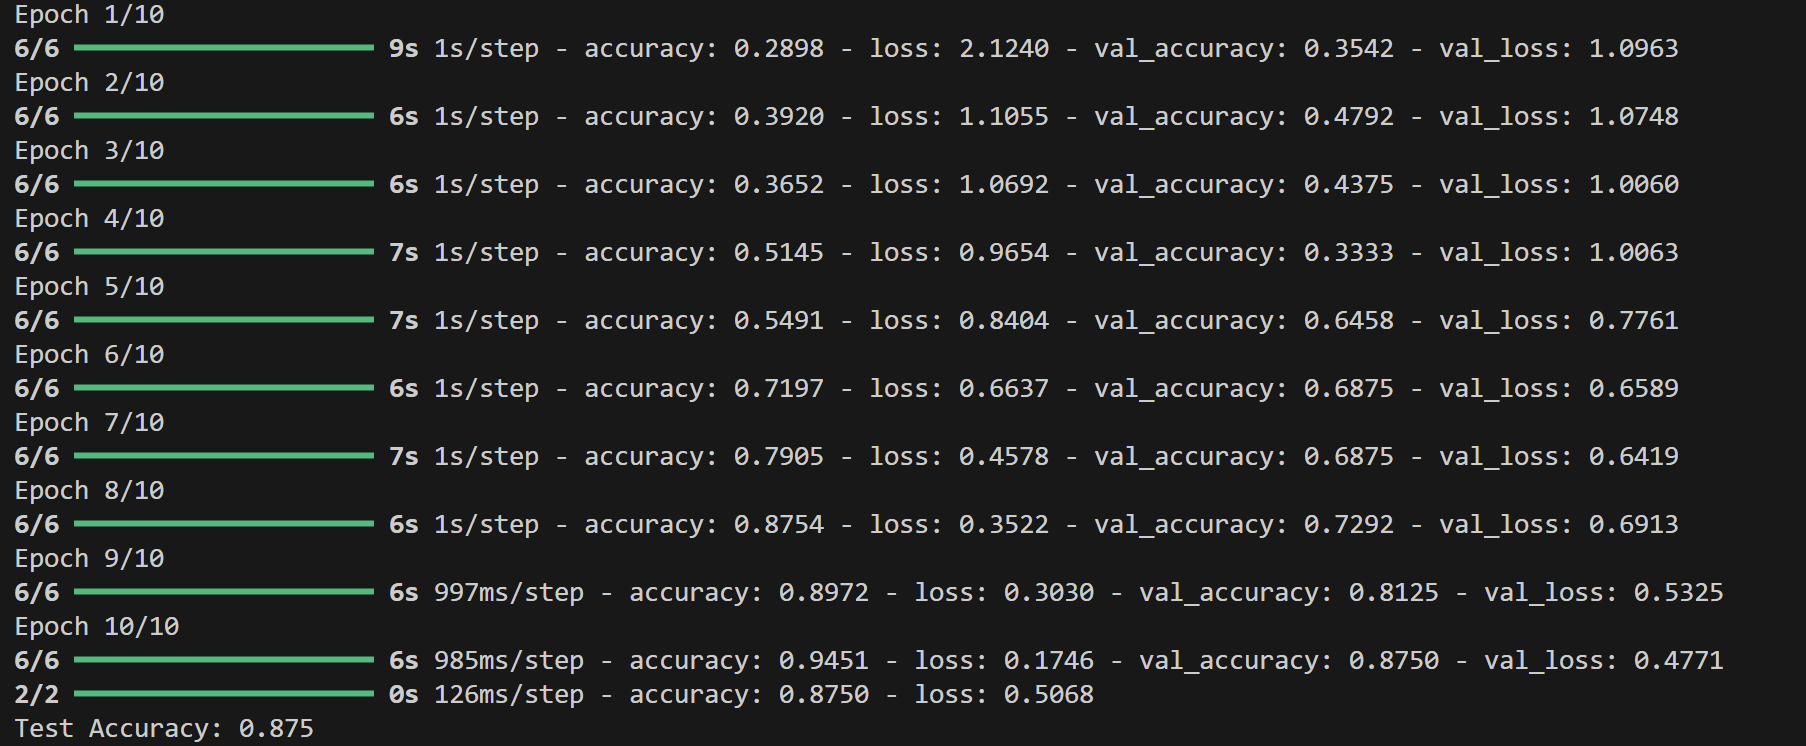 Epoch 1/10
6/6 9s 1s/step - accuracy: 0.2898 - loss: 2.1240 - val_accuracy: 0.3542 - val_loss: 1.0963
Epoch 2/10
6/6 6s 1s/step - accuracy: 0.3920 - loss: 1.1055 - val_accuracy: 0.4792 - val_loss: 1.0748
Epoch 3/10
6/6 6s 1s/step - accuracy: 0.3652 - loss: 1.0692 - val_accuracy: 0.4375 - val_loss: 1.0060
Epoch 4/10
6/6 7s 1s/step - accuracy: 0.5145 - loss: 0.9654 - val_accuracy: 0.3333 - val_loss: 1.0063
Epoch 5/10
6/6 7s 1s/step - accuracy: 0.5491 - loss: 0.8404 - val_accuracy: 0.6458 - val_loss: 0.7761
Epoch 6/10
6/6 6s 1s/step - accuracy: 0.7197 - loss: 0.6637 - val_accuracy: 0.6875 - val_loss: 0.6589
Epoch 7/10
6/6 7s 1s/step - accuracy: 0.7905 - loss: 0.4578 - val_accuracy: 0.6875 - val_loss: 0.6419
Epoch 8/10
6/6 6s 1s/step - accuracy: 0.8754 - loss: 0.3522 - val_accuracy: 0.7292 - val_loss: 0.6913
Epoch 9/10
6/6 6s 997ms/step - accuracy: 0.8972 - loss: 0.3030 - val_accuracy: 0.8125 - val_loss: 0.5325
Epoch 10/10
6/6 6s 985ms/step - accuracy: 0.9451 - loss: 0.1746 - val_accuracy: 0.8750 - val_loss: 0.4771
2/2 0s 126ms/step - accuracy: 0.8750 - loss: 0.5068
Test Accuracy: 0.875